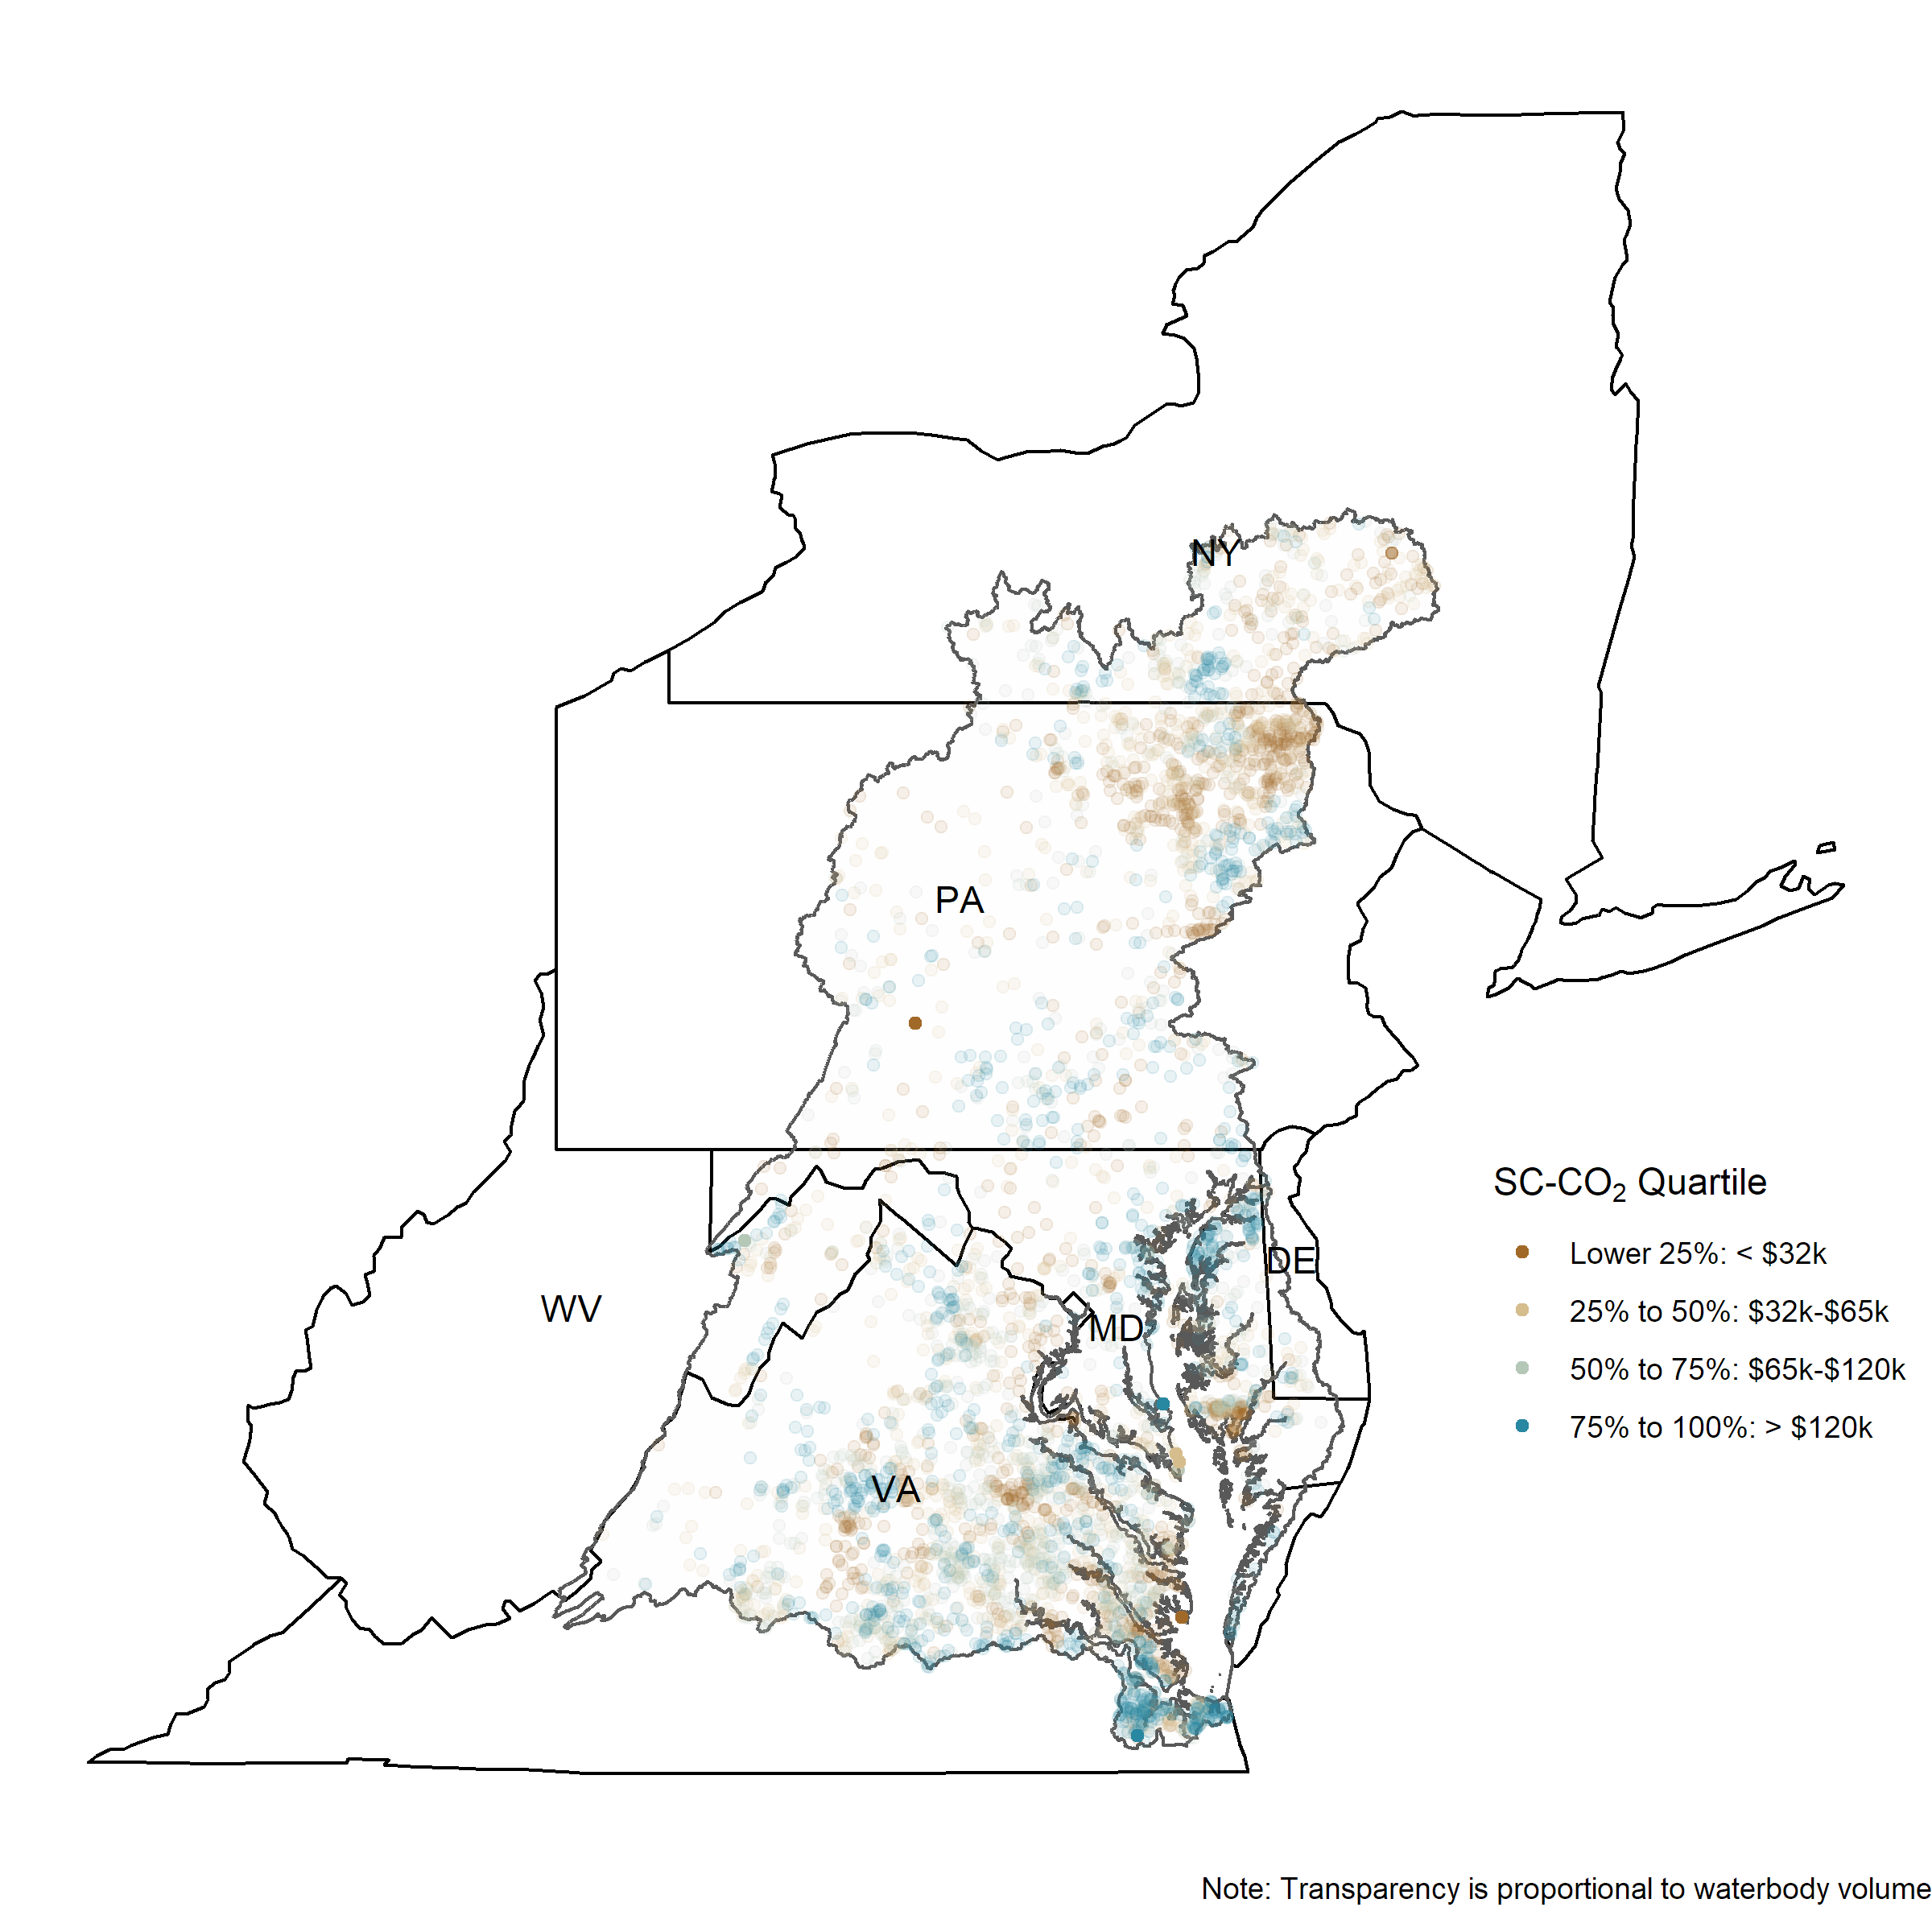 NY
PA
SC-CO₂ Quartile
Lower 25%: < $32k
DE
WV
25% to 50%: $32k-$65k
MD
50% to 75%: $65k-$120k
75% to 100%: > $120k
VA
Note: Transparency is proportional to waterbody volume